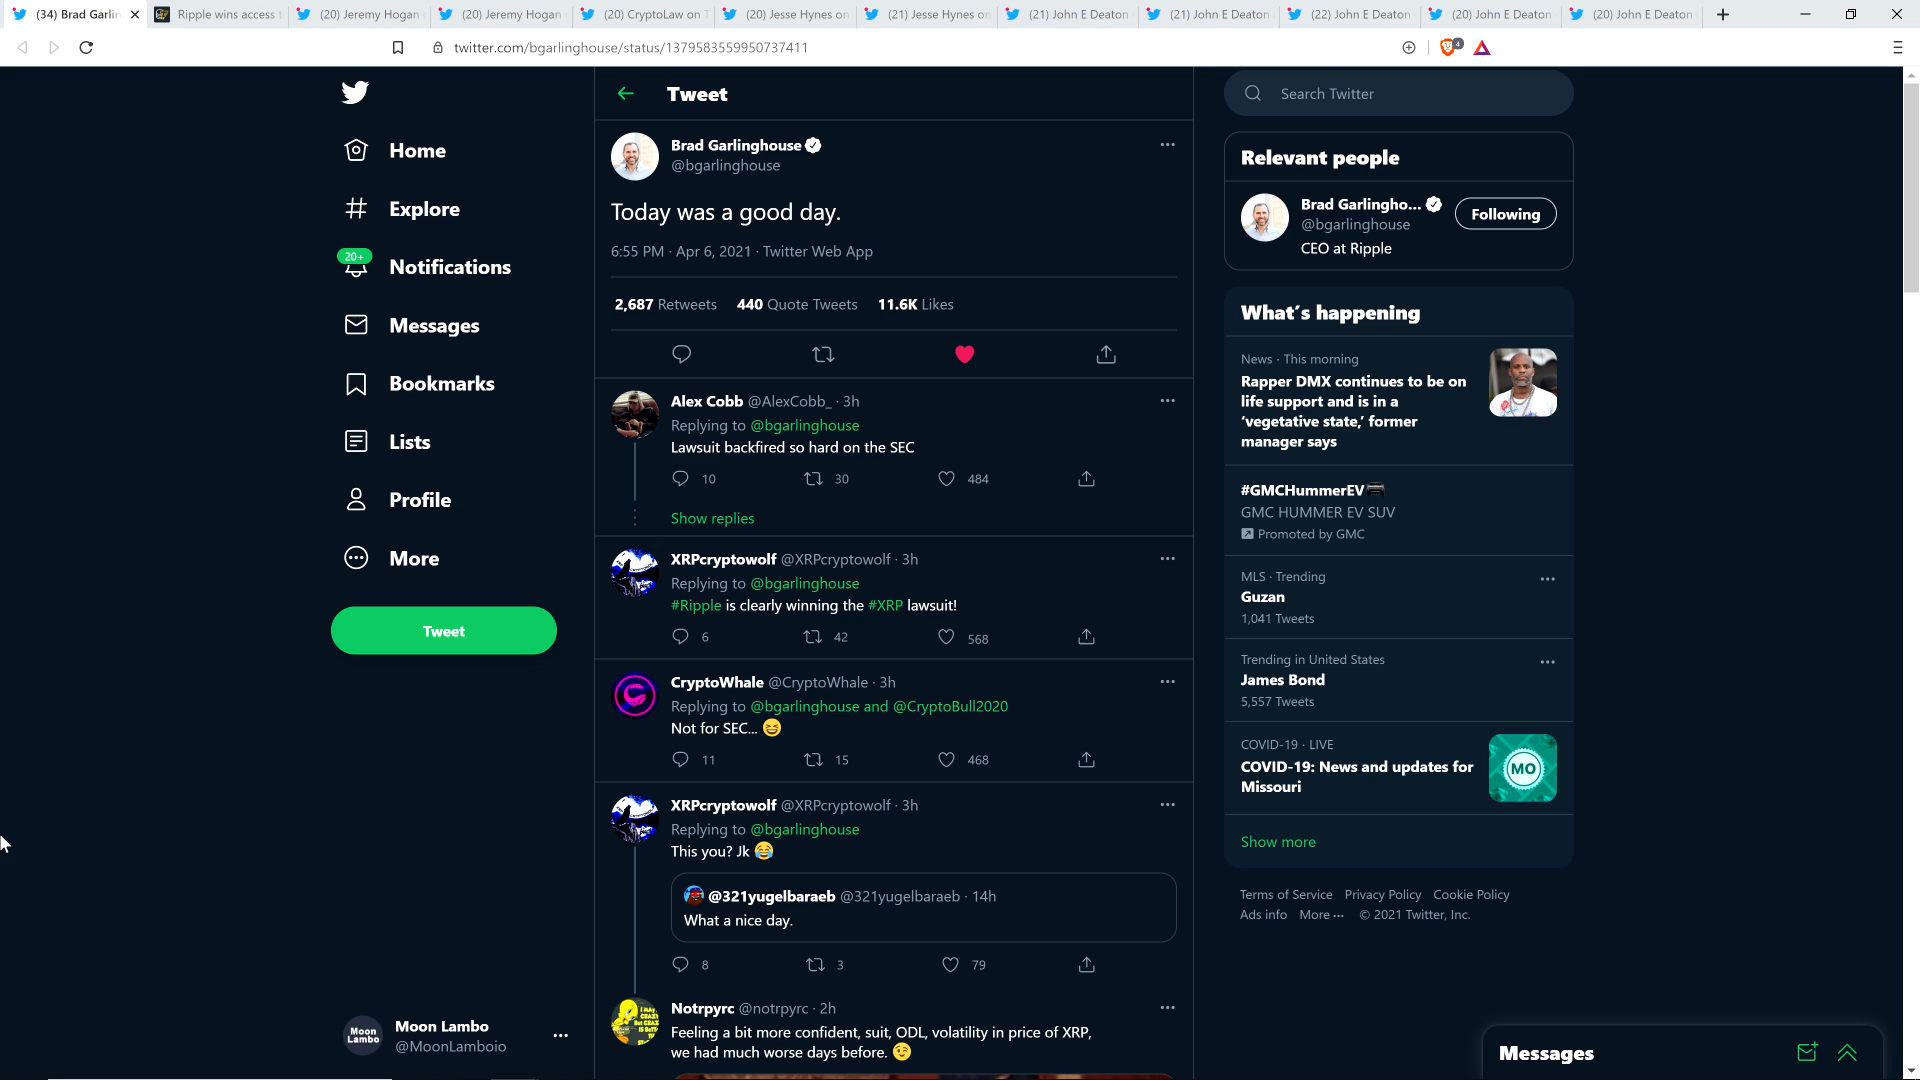 (34) Brad Garlin
Ripple wins access t
(20) Jeremy Hogan
(20) Jeremy Hogan
(20) CryptoLaw on T
(20) Jesse Hynes on
(21) Jesse Hynes on
(21) John E Deaton
(21) John E Deaton
(22) John E Deaton
(20) John E Deaton
(20) John E Deaton
twitter.com/bgarlinghouse/status/1379583559950737411
4
Home
Explore
20+
Notifications
Messages
Bookmarks
Lists
Profile
More
Tweet
Moon Lambo
Moon Lambo
@MoonLamboio
Tweet
Brad Garlinghouse
@bgarlinghouse
Today was a good day.
6:55 PM · Apr 6, 2021 · Twitter Web App
2,687 Retweets 440 Quote Tweets 11.6K Likes
Alex Cobb @AlexCobb_ · 3h
Replying to @bgarlinghouse
Lawsuit backfired so hard on the SEC
10 30 484
Show replies
XRPcryptowolf @XRPcryptowolf · 3h
Replying to @bgarlinghouse
#Ripple is clearly winning the #XRP lawsuit!
6 42 568
CryptoWhale @CryptoWhale · 3h
Replying to @bgarlinghouse and @CryptoBull2020
Not for SEC... 😆
11 15 468
XRPcryptowolf @XRPcryptowolf · 3h
Replying to @bgarlinghouse
This you? Jk 😂
@321yugelbaraeb @321yugelbaraeb · 14h
What a nice day.
8 3 79
Notrpyrc @notrpyrc · 2h
Feeling a bit more confident, suit, ODL, volatility in price of XRP,
we had much worse days before. 😉
Search Twitter
Relevant people
Brad Garlingho...
@bgarlinghouse
Following
CEO at Ripple
What's happening
News · This morning
Rapper DMX continues to be on
life support and is in a
'vegetative state,' former
manager says
#GMCHummerEV
GMC HUMMER EV SUV
Promoted by GMC
MLS · Trending
Guzan
1,041 Tweets
Trending in United States
James Bond
5,557 Tweets
COVID-19 · LIVE
COVID-19: News and updates for
Missouri
MO
Show more
Terms of Service Privacy Policy Cookie Policy
Ads info More ··· © 2021 Twitter, Inc.
Messages